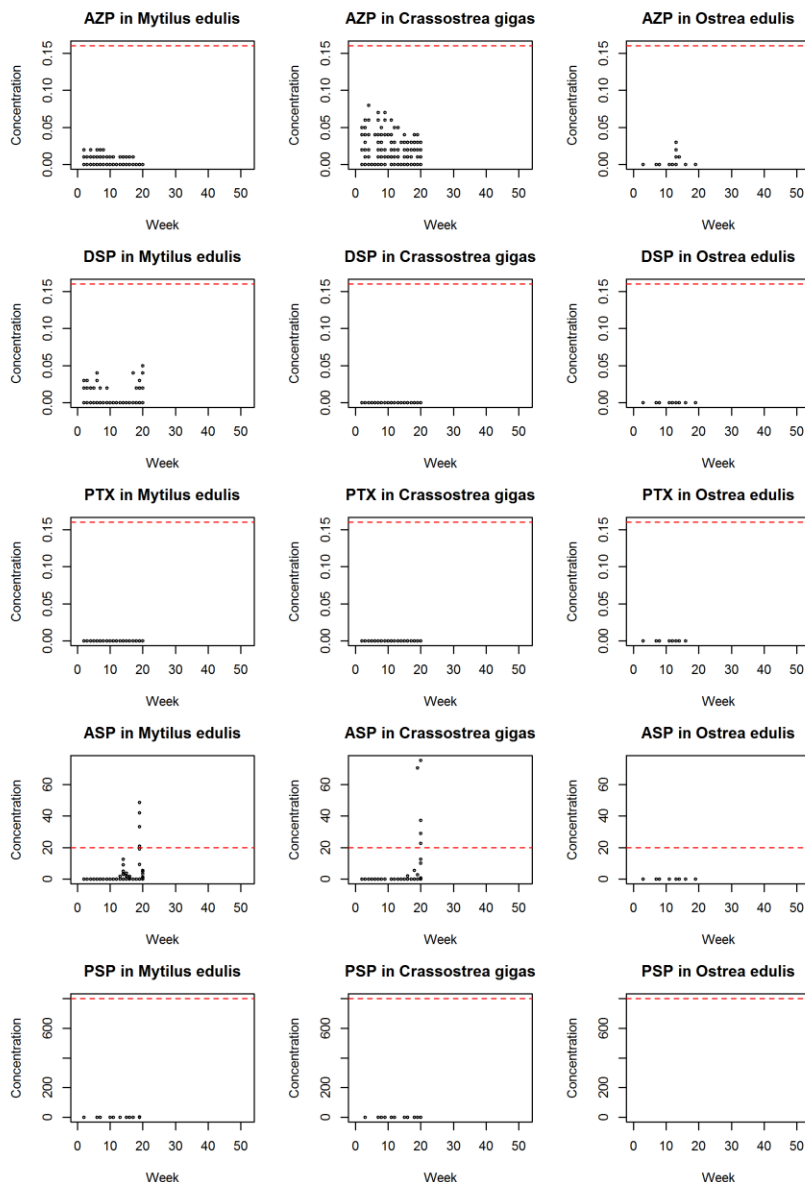 AZP in Mytilus edulis
AZP in Crassostrea gigas
AZP in Ostrea edulis
Concentration
0.00 0.05 0.10 0.15
0 10 20 30 40 50
Week
Concentration
0.00 0.05 0.10 0.15
0 10 20 30 40 50
Week
Concentration
0.00 0.05 0.10 0.15
0 10 20 30 40 50
Week
DSP in Mytilus edulis
DSP in Crassostrea gigas
DSP in Ostrea edulis
Concentration
0.00 0.05 0.10 0.15
0 10 20 30 40 50
Week
Concentration
0.00 0.05 0.10 0.15
0 10 20 30 40 50
Week
Concentration
0.00 0.05 0.10 0.15
0 10 20 30 40 50
Week
PTX in Mytilus edulis
PTX in Crassostrea gigas
PTX in Ostrea edulis
Concentration
0.00 0.05 0.10 0.15
0 10 20 30 40 50
Week
Concentration
0.00 0.05 0.10 0.15
0 10 20 30 40 50
Week
Concentration
0.00 0.05 0.10 0.15
0 10 20 30 40 50
Week
ASP in Mytilus edulis
ASP in Crassostrea gigas
ASP in Ostrea edulis
Concentration
0 20 40 60
0 10 20 30 40 50
Week
Concentration
0 20 40 60
0 10 20 30 40 50
Week
Concentration
0 20 40 60
0 10 20 30 40 50
Week
PSP in Mytilus edulis
PSP in Crassostrea gigas
PSP in Ostrea edulis
Concentration
0 200 600
0 10 20 30 40 50
Week
Concentration
0 200 600
0 10 20 30 40 50
Week
Concentration
0 200 600
0 10 20 30 40 50
Week